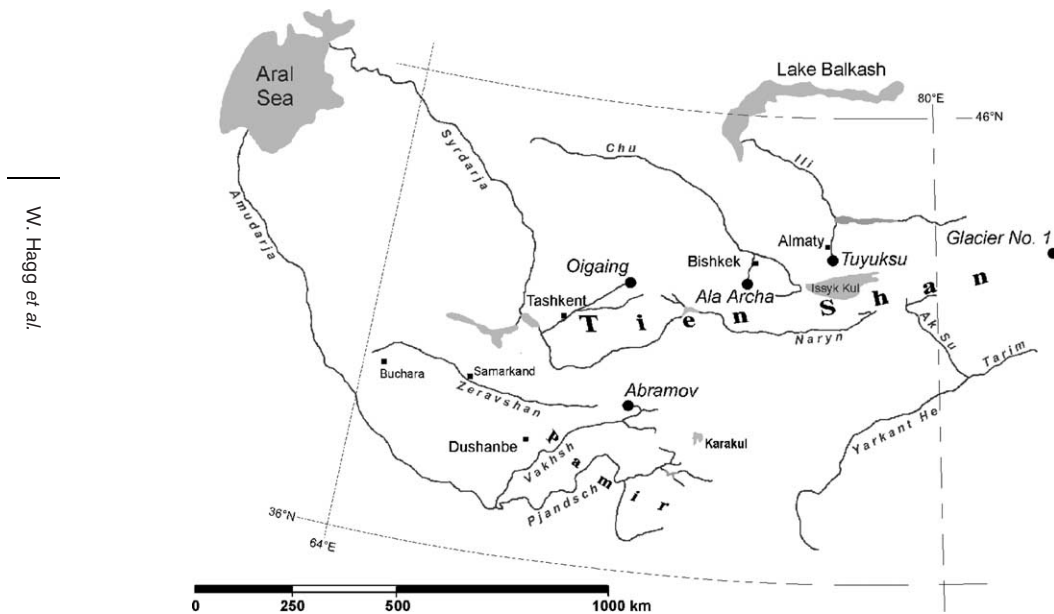 W. Hagg et al.
Aral
Sea
Lake Balkash
80°E
46°N
Syrdarja
Chu
Ili
Amudarja
Almaty
Glacier No. 1
Tuyuksu
Bishkek
Oigaing
Ala Archa
Issyk Kul
Tashkent
Tien Shan
Naryn
Ak Su
Tarim
Buchara
Samarkand
Zeravshan
Abramov
Yarkant He
Dushanbe
Karakul
Vakhsh
Pamir
Pjandsch
36°N
64°E
0 250 500 1000 km